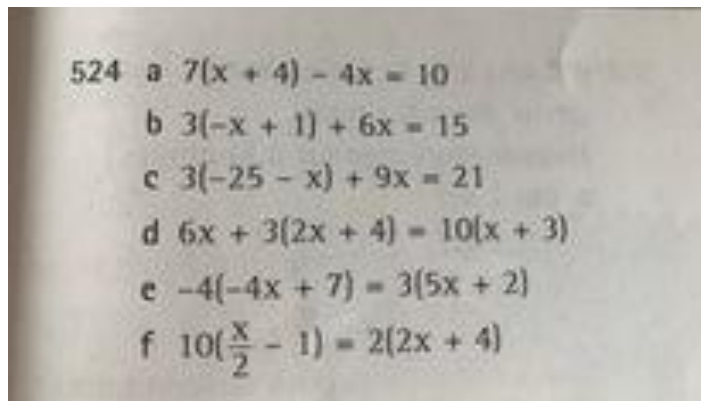 524 a 7(x + 4) - 4x = 10
b 3(-x + 1) + 6x = 15
c 3(-25 - x) + 9x = 21
d 6x + 3(2x + 4) = 10(x + 3)
e -4(-4x + 7) = 3(5x + 2)
f 10(x/2 - 1) = 2(2x + 4)